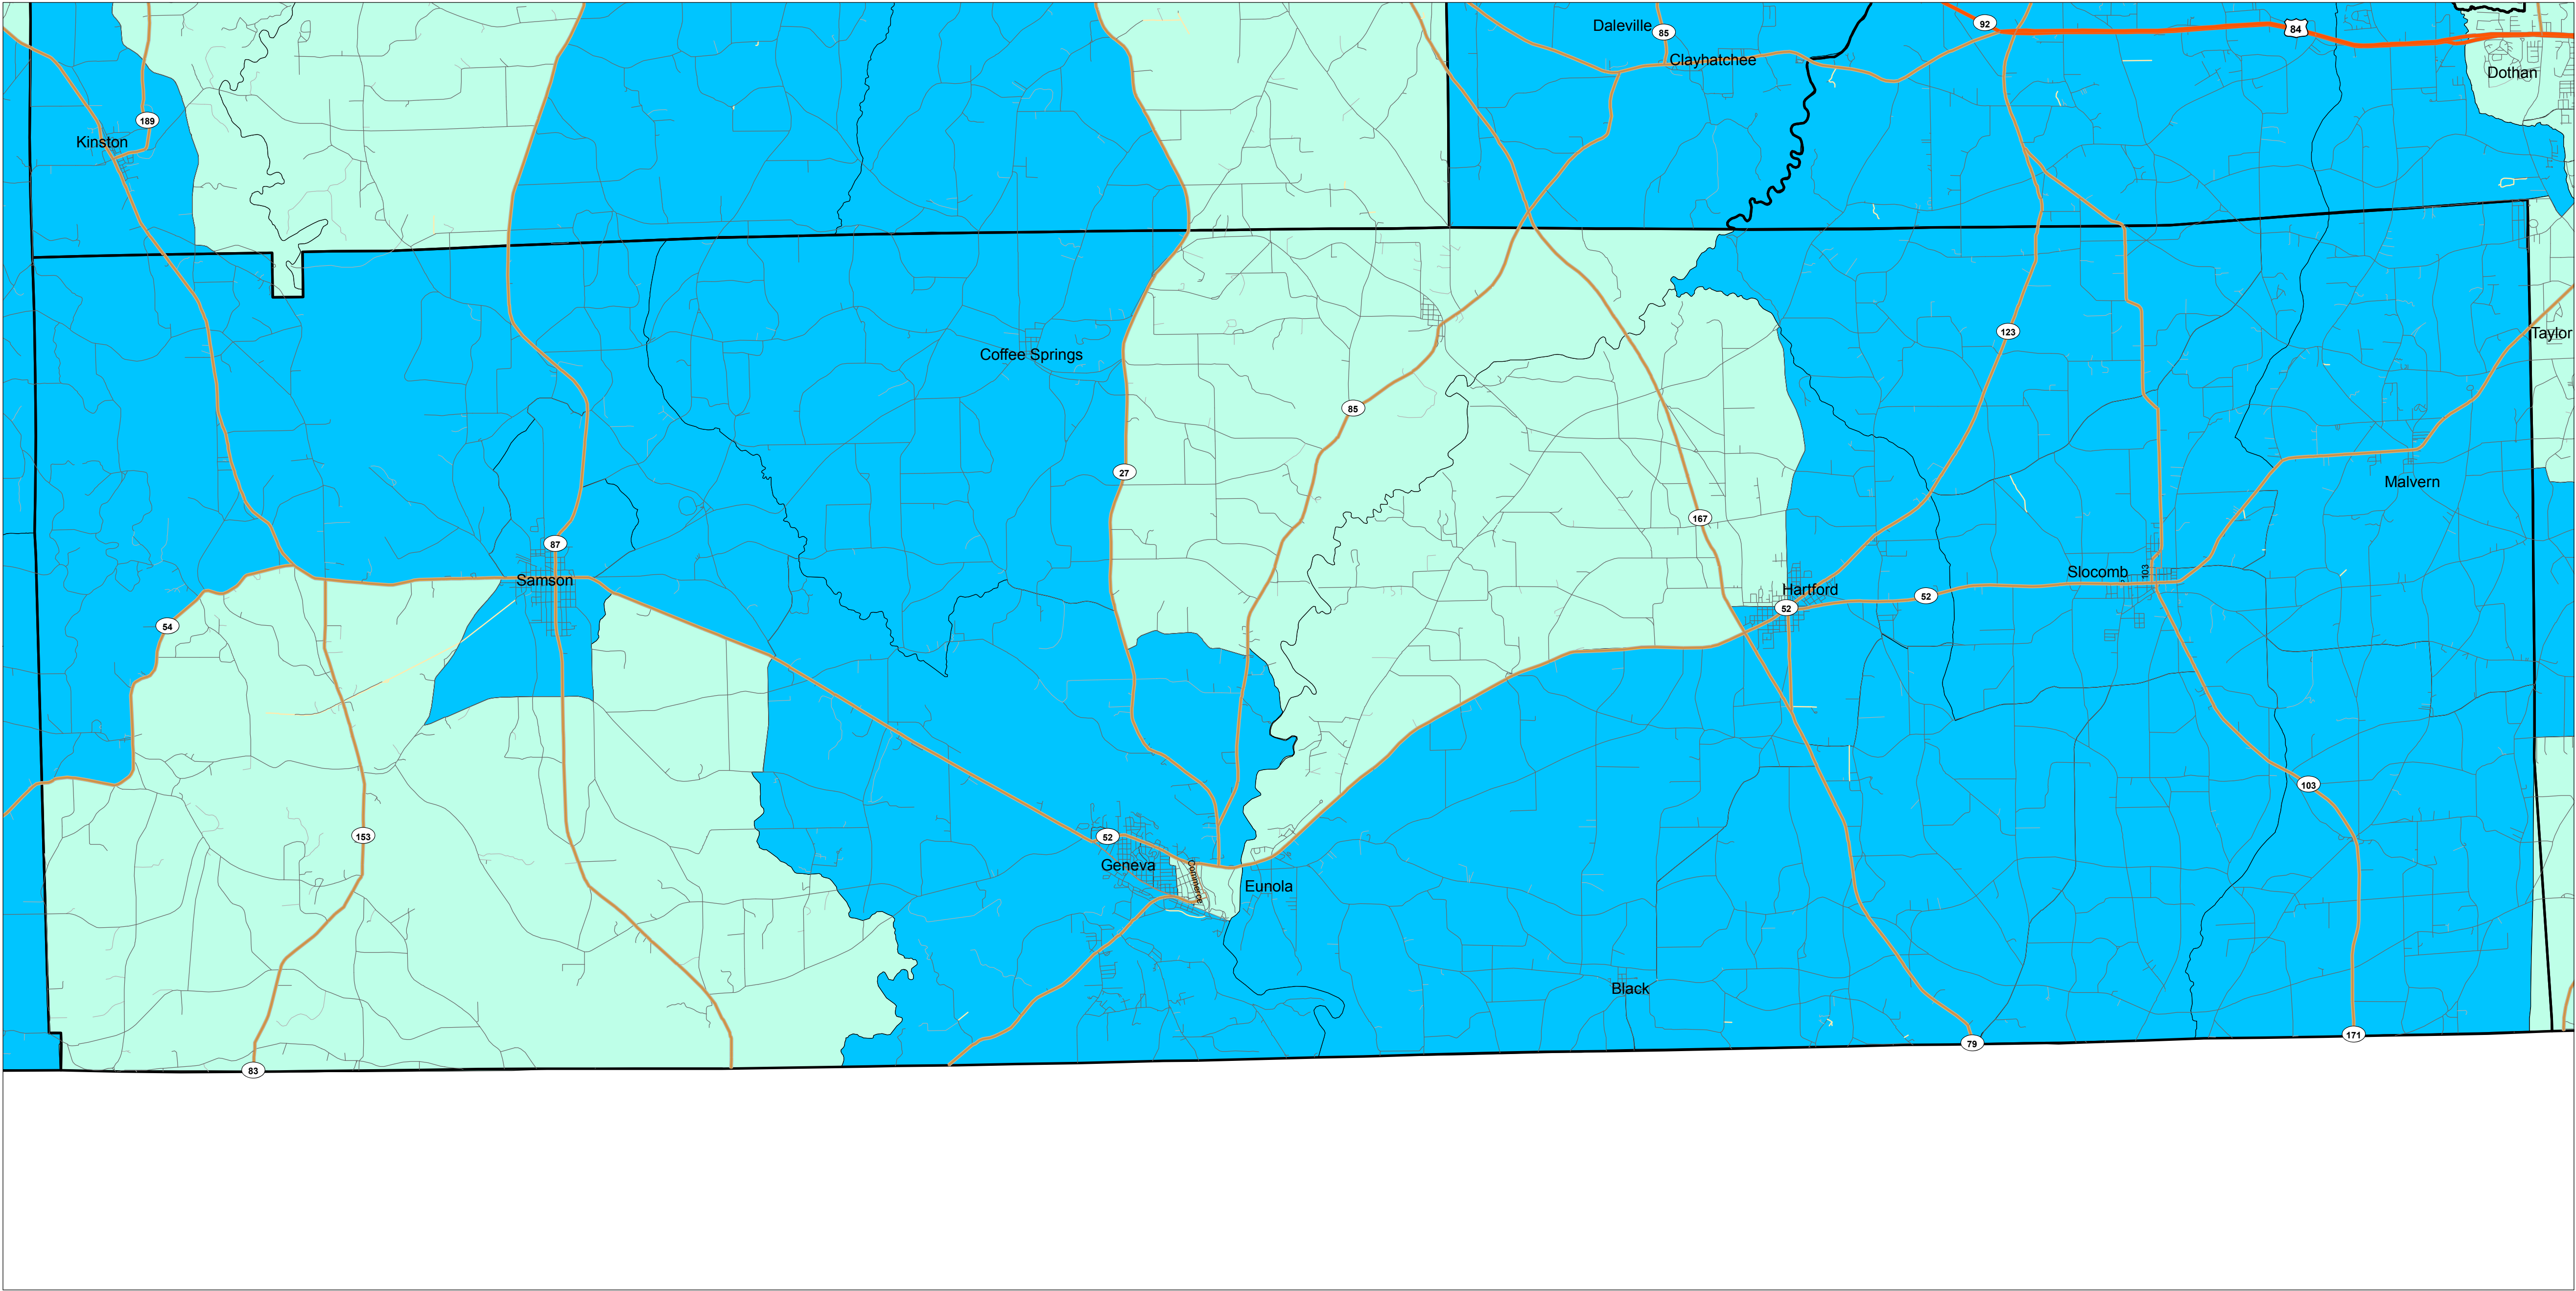 Daleville
85
92
84
Clayhatchee
Dothan
189
Kinston
123
Taylor
Coffee Springs
85
27
Malvern
167
87
Samson
Slocomb
103
Hartford
52
52
54
103
153
52
Geneva
Commerce
Eunola
Black
171
79
83